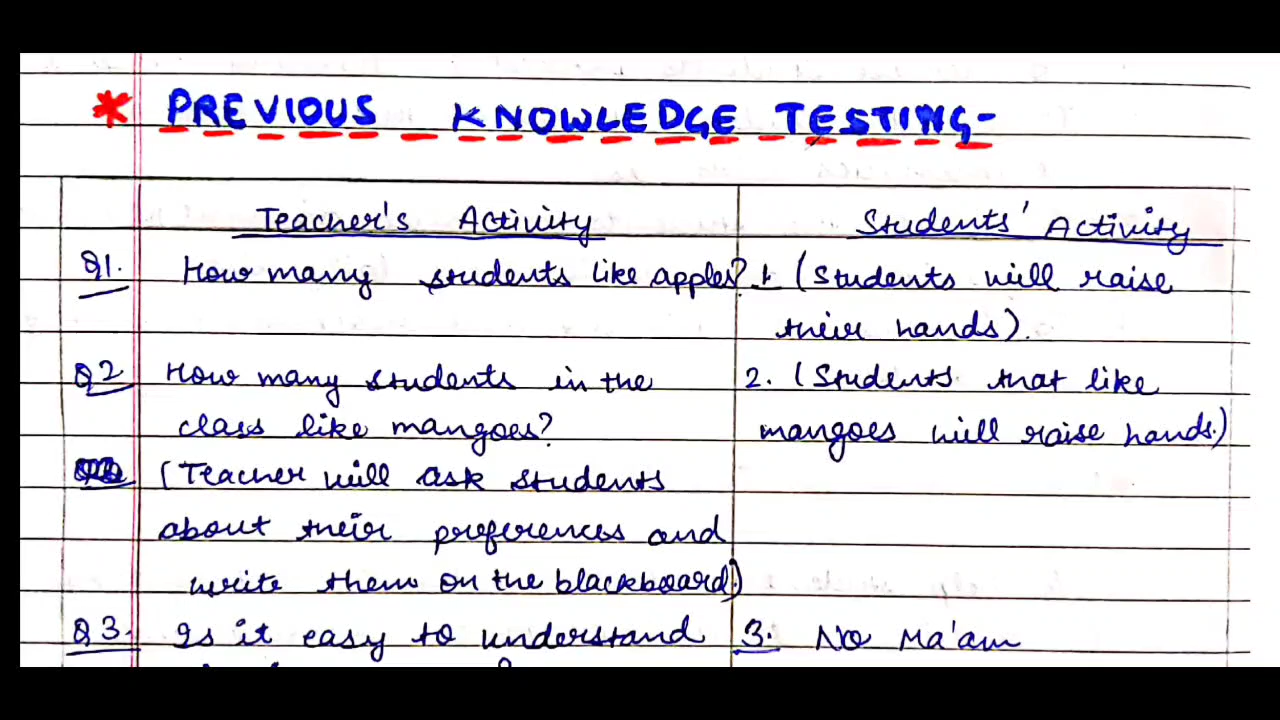 * PREVIOUS KNOWLEDGE TESTING-
Teacher's Activity
Students' Activity
Q1. How many students like apples?
1. (Students will raise
their hands).
Q2 How many students in the
class like mangoes?
2. (Students that like
mangoes will raise hands.)
(Teacher will ask students
about their preferences and
write them on the blackboard.)
Q3. Is it easy to understand
3. No Ma'am